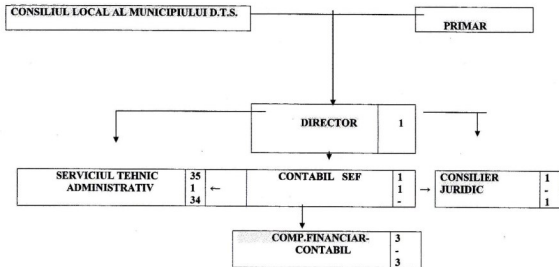 CONSILIUL LOCAL AL MUNICIPIULUI D.T.S.
PRIMAR
DIRECTOR 1
SERVICIUL TEHNIC 35
ADMINISTRATIV 1 ←
34
CONTABIL SEF 1
1 →
-
CONSILIER 1
JURIDIC -
1
COMP.FINANCIAR- 3
CONTABIL -
3